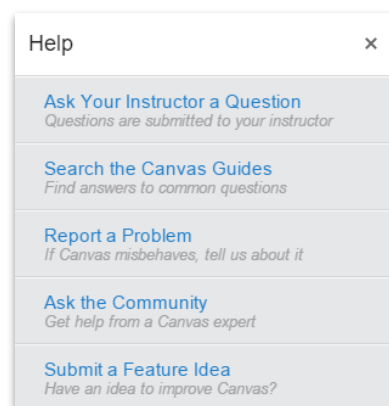 Help ×
Ask Your Instructor a Question
Questions are submitted to your instructor
Search the Canvas Guides
Find answers to common questions
Report a Problem
If Canvas misbehaves, tell us about it
Ask the Community
Get help from a Canvas expert
Submit a Feature Idea
Have an idea to improve Canvas?